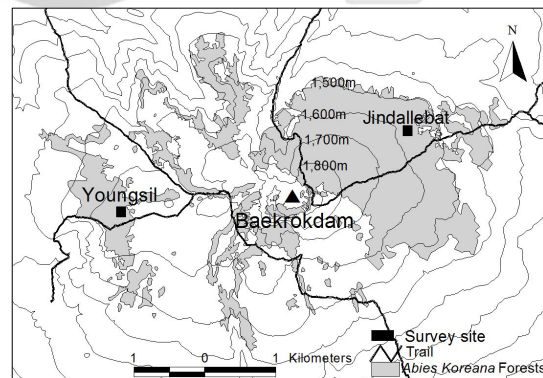 N
1,500m
1,600m
Jindallebat
1,700m
1,800m
Youngsil
Baekrokdam
Survey site
Trail
Abies Koreana Forests
1 0 1 Kilometers